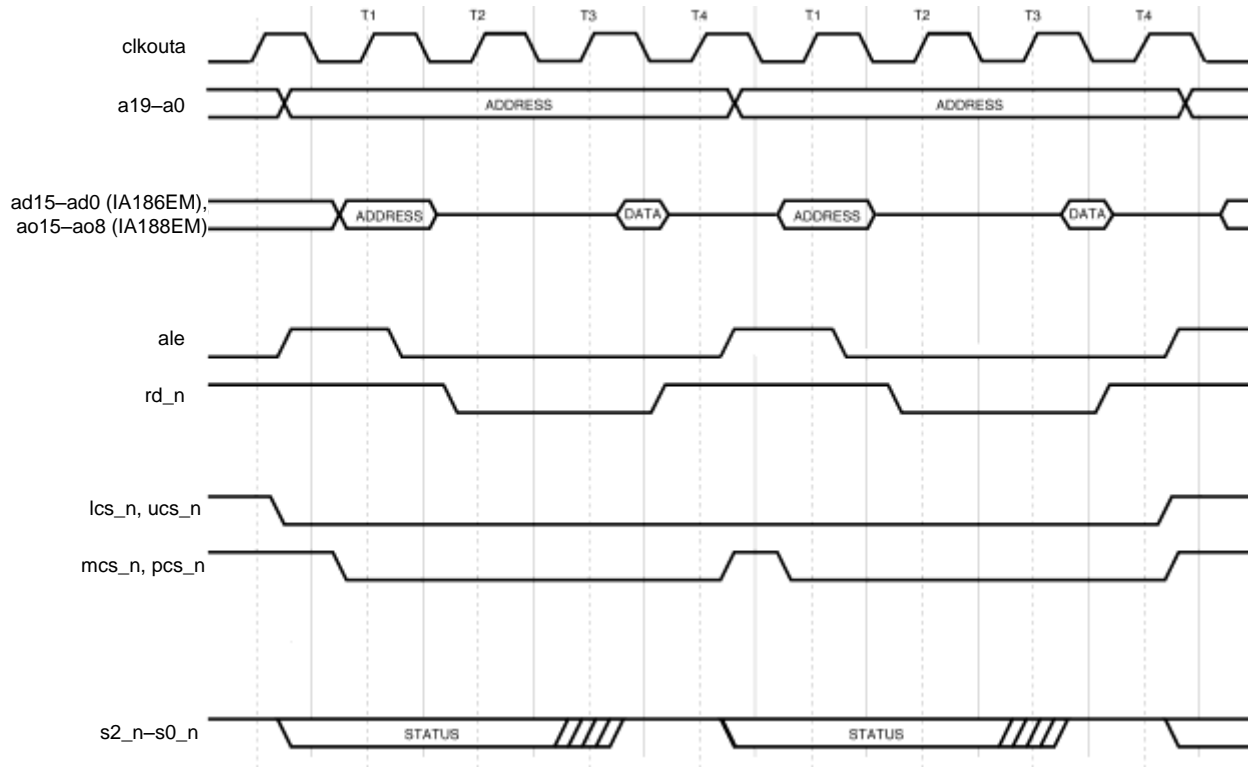 T1 T2 T3 T4 T1 T2 T3 T4
clkouta
a19–a0 ADDRESS ADDRESS
ad15–ad0 (IA186EM),
ao15–ao8 (IA188EM)
ADDRESS DATA ADDRESS DATA
ale
rd_n
lcs_n, ucs_n
mcs_n, pcs_n
s2_n–s0_n STATUS STATUS